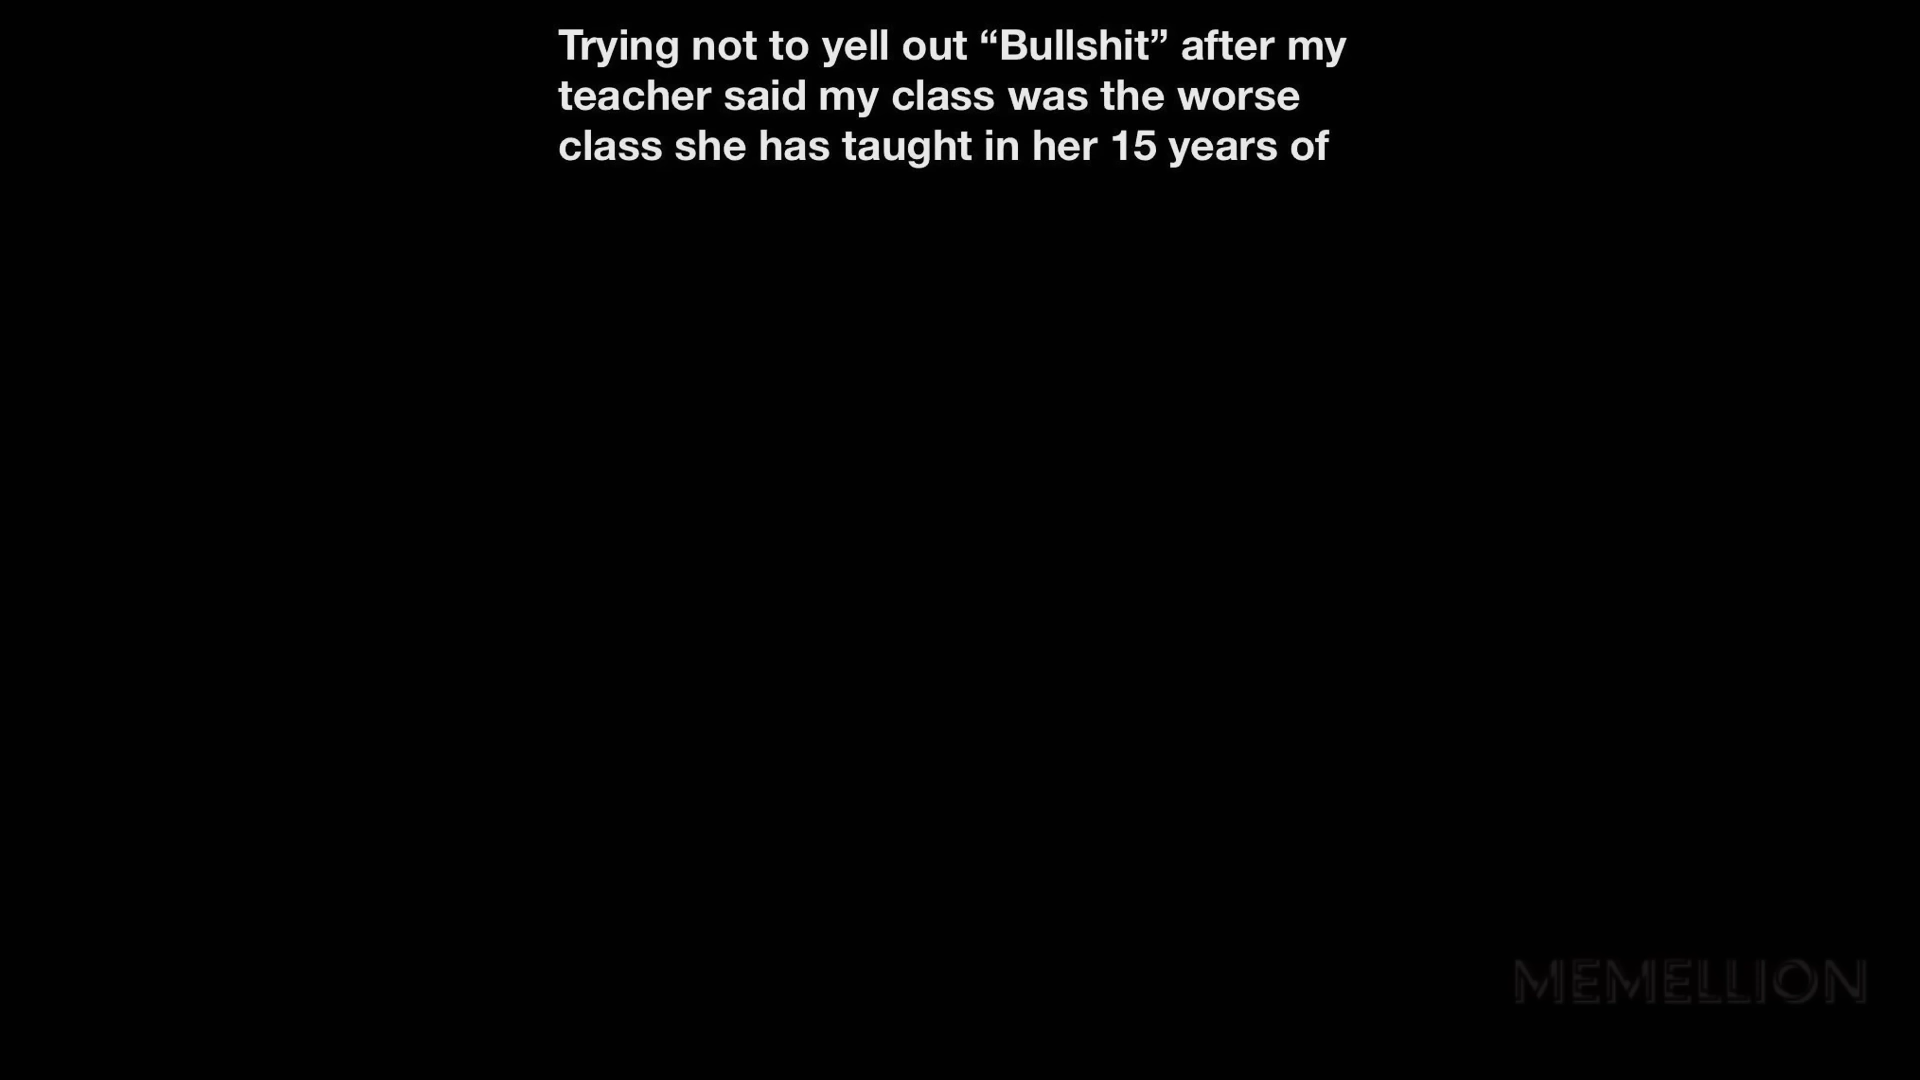 Trying not to yell out “Bullshit” after my
teacher said my class was the worse
class she has taught in her 15 years of
MEMELLION